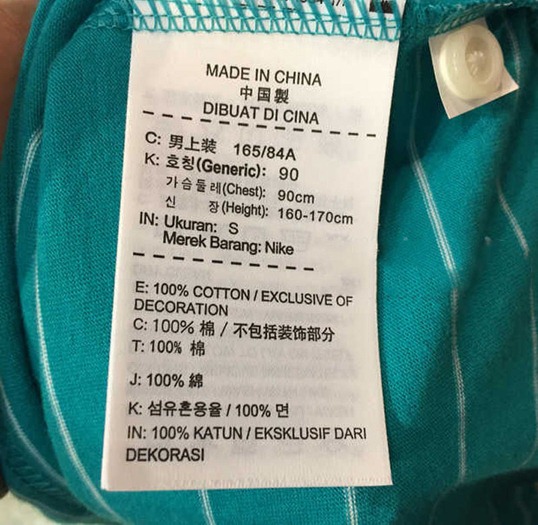 MADE IN CHINA
中国製
DIBUAT DI CINA
C: 男上装 165/84A
K: 호칭(Generic): 90
가슴둘레(Chest): 90cm
신 장(Height): 160-170cm
IN: Ukuran: S
Merek Barang: Nike
E: 100% COTTON / EXCLUSIVE OF
DECORATION
C: 100% 棉 / 不包括装饰部分
T: 100% 棉
J: 100% 綿
K: 섬유혼용율 / 100% 면
IN: 100% KATUN / EKSKLUSIF DARI
DEKORASI